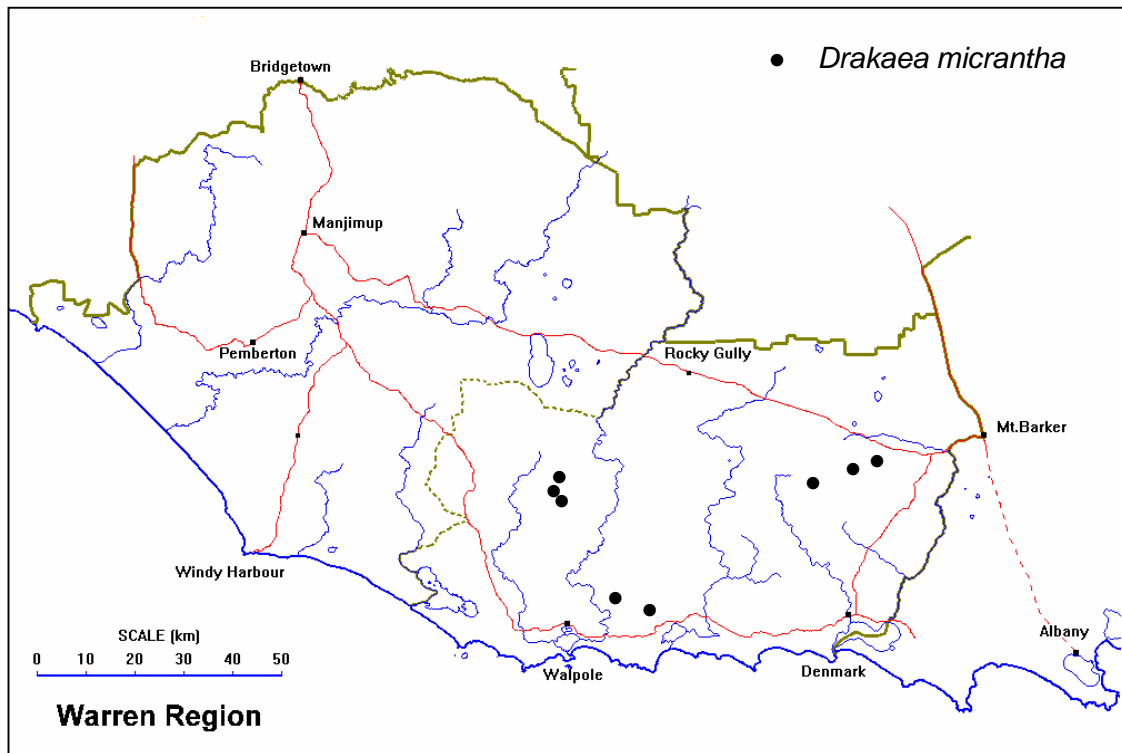 Drakaea micrantha
Bridgetown
Manjimup
Pemberton
Rocky Gully
Mt.Barker
Windy Harbour
SCALE (km)
0 10 20 30 40 50
Walpole
Denmark
Albany
Warren Region